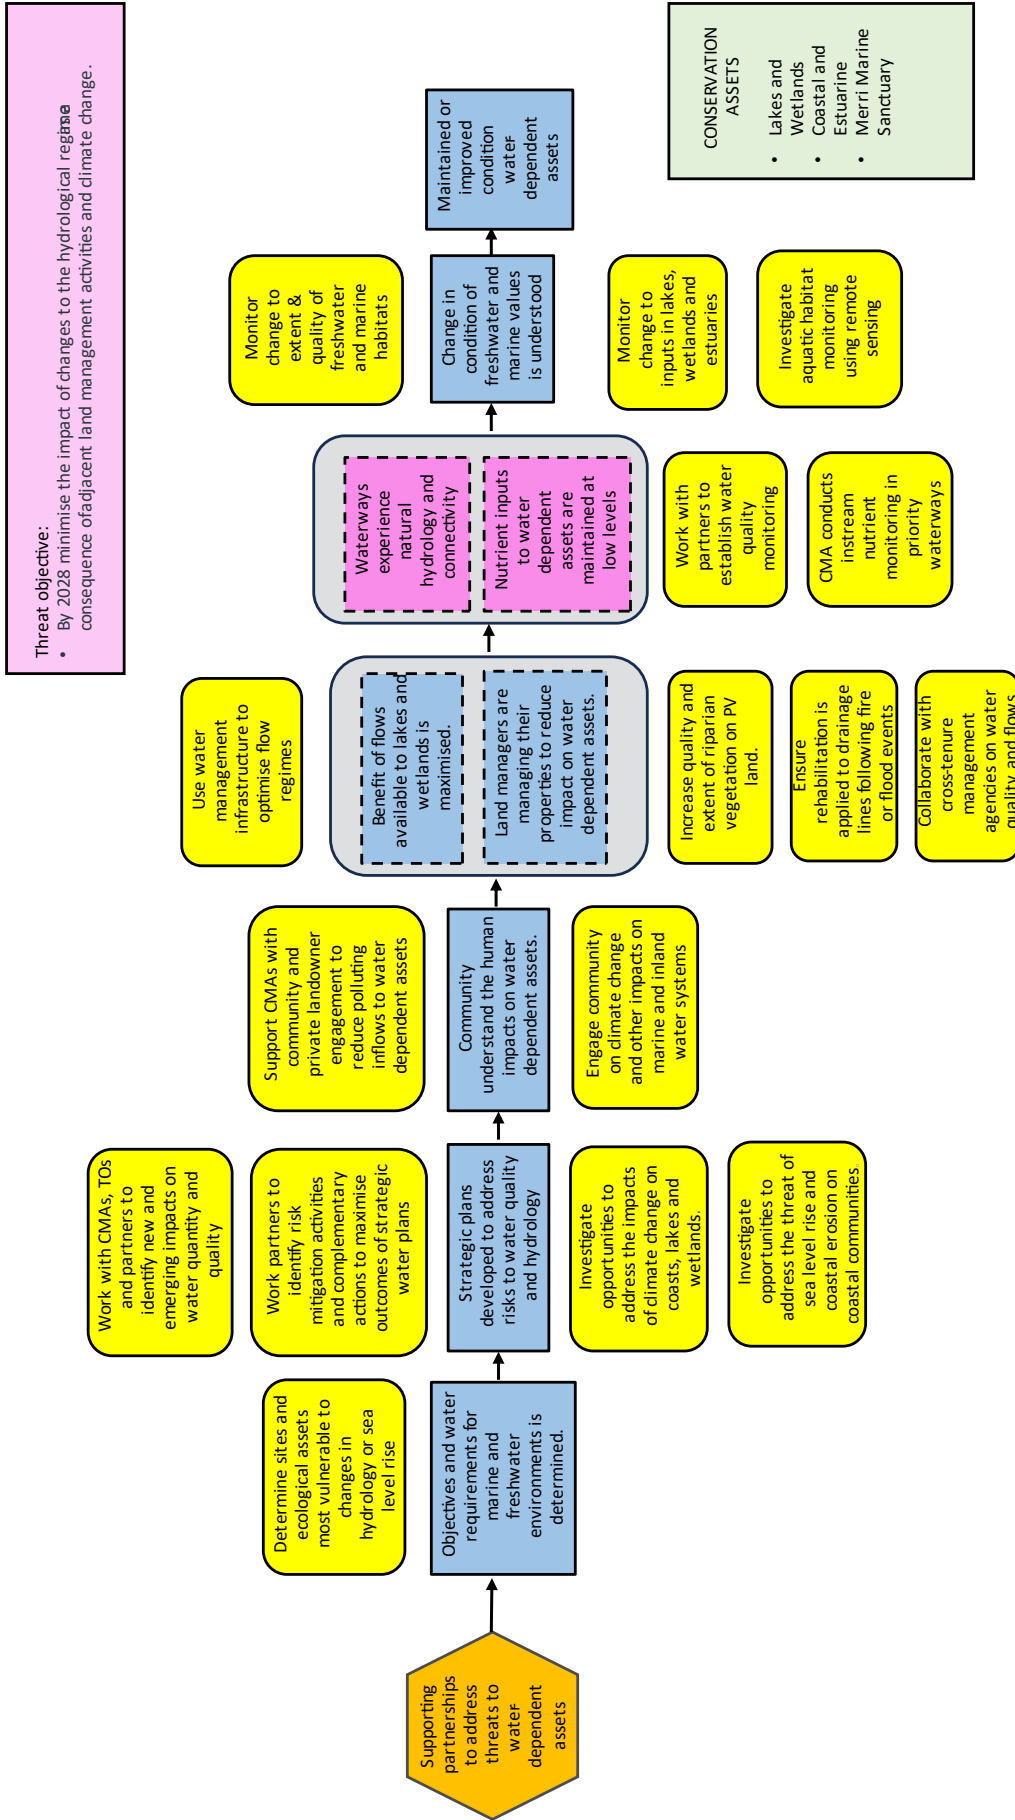 Threat objective:
• By 2028 minimise the impact of changes to the hydrological regime as a
consequence of adjacent land management activities and climate change.
Supporting
partnerships
to address
threats to
water-
dependent
assets
Determine sites and
ecological assets
most vulnerable to
changes in
hydrology or sea
level rise
Objectives and water
requirements for
marine and
freshwater
environments is
determined.
Work with CMAs, TOs
and partners to
identify new and
emerging impacts on
water quantity and
quality
Work partners to
identify risk
mitigation activities
and complementary
actions to maximise
outcomes of strategic
water plans
Strategic plans
developed to address
risks to water quality
and hydrology
Investigate
opportunities to
address the impacts
of climate change on
coasts, lakes and
wetlands.
Investigate
opportunities to
address the threat of
sea level rise and
coastal erosion on
coastal communities.
Support CMAs with
community and
private landowner
engagement to
reduce polluting
inflows to water
dependent assets
Community
understand the human
impacts on water
dependent assets.
Engage community
on climate change
and other impacts on
marine and inland
water systems
Use water
management
infrastructure to
optimise flow
regimes
Benefit of flows
available to lakes and
wetlands is
maximised.
Land managers are
managing their
properties to reduce
impact on water
dependent assets.
Increase quality and
extent of riparian
vegetation on PV
land.
Ensure
rehabilitation is
applied to drainage
lines following fire
or flood events
Collaborate with
cross-tenure
management
agencies on water
quality and flows
Waterways
experience
natural
hydrology and
connectivity
Nutrient inputs
to water
dependent
assets are
maintained at
low levels
Work with
partners to
establish water
quality
monitoring
CMA conducts
instream
nutrient
monitoring in
priority
waterways
Monitor
change to
extent &
quality of
freshwater
and marine
habitats
Change in
condition of
freshwater and
marine values
is understood
Monitor
change to
inputs in lakes,
wetlands and
estuaries
Investigate
aquatic habitat
monitoring
using remote
sensing
Maintained or
improved
condition
water-
dependent
assets
CONSERVATION
ASSETS
• Lakes and
Wetlands
• Coastal and
Estuarine
• Merri Marine
Sanctuary